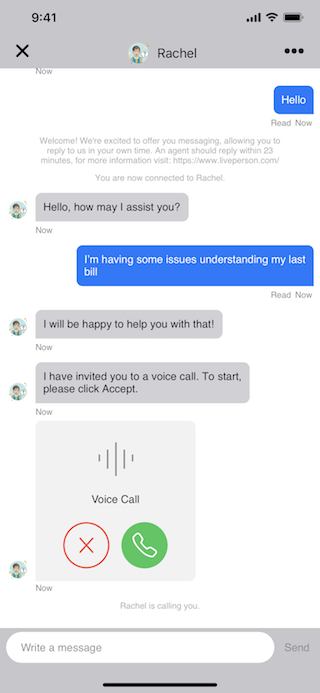 9:41
Rachel
Now
Hello
Read Now
Welcome! We're excited to offer you messaging, allowing you to
reply to us in your own time. An agent should reply within 23
minutes, for more information visit: https://www.liveperson.com/
You are now connected to Rachel.
Hello, how may I assist you?
Now
I'm having some issues understanding my last
bill
Read Now
I will be happy to help you with that!
Now
I have invited you to a voice call. To start,
please click Accept.
Now
Voice Call
Now
Rachel is calling you.
Write a message
Send